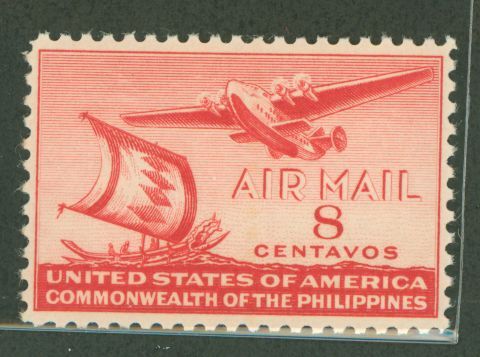 AIR MAIL
8
CENTAVOS
UNITED STATES OF AMERICA
COMMONWEALTH OF THE PHILIPPINES